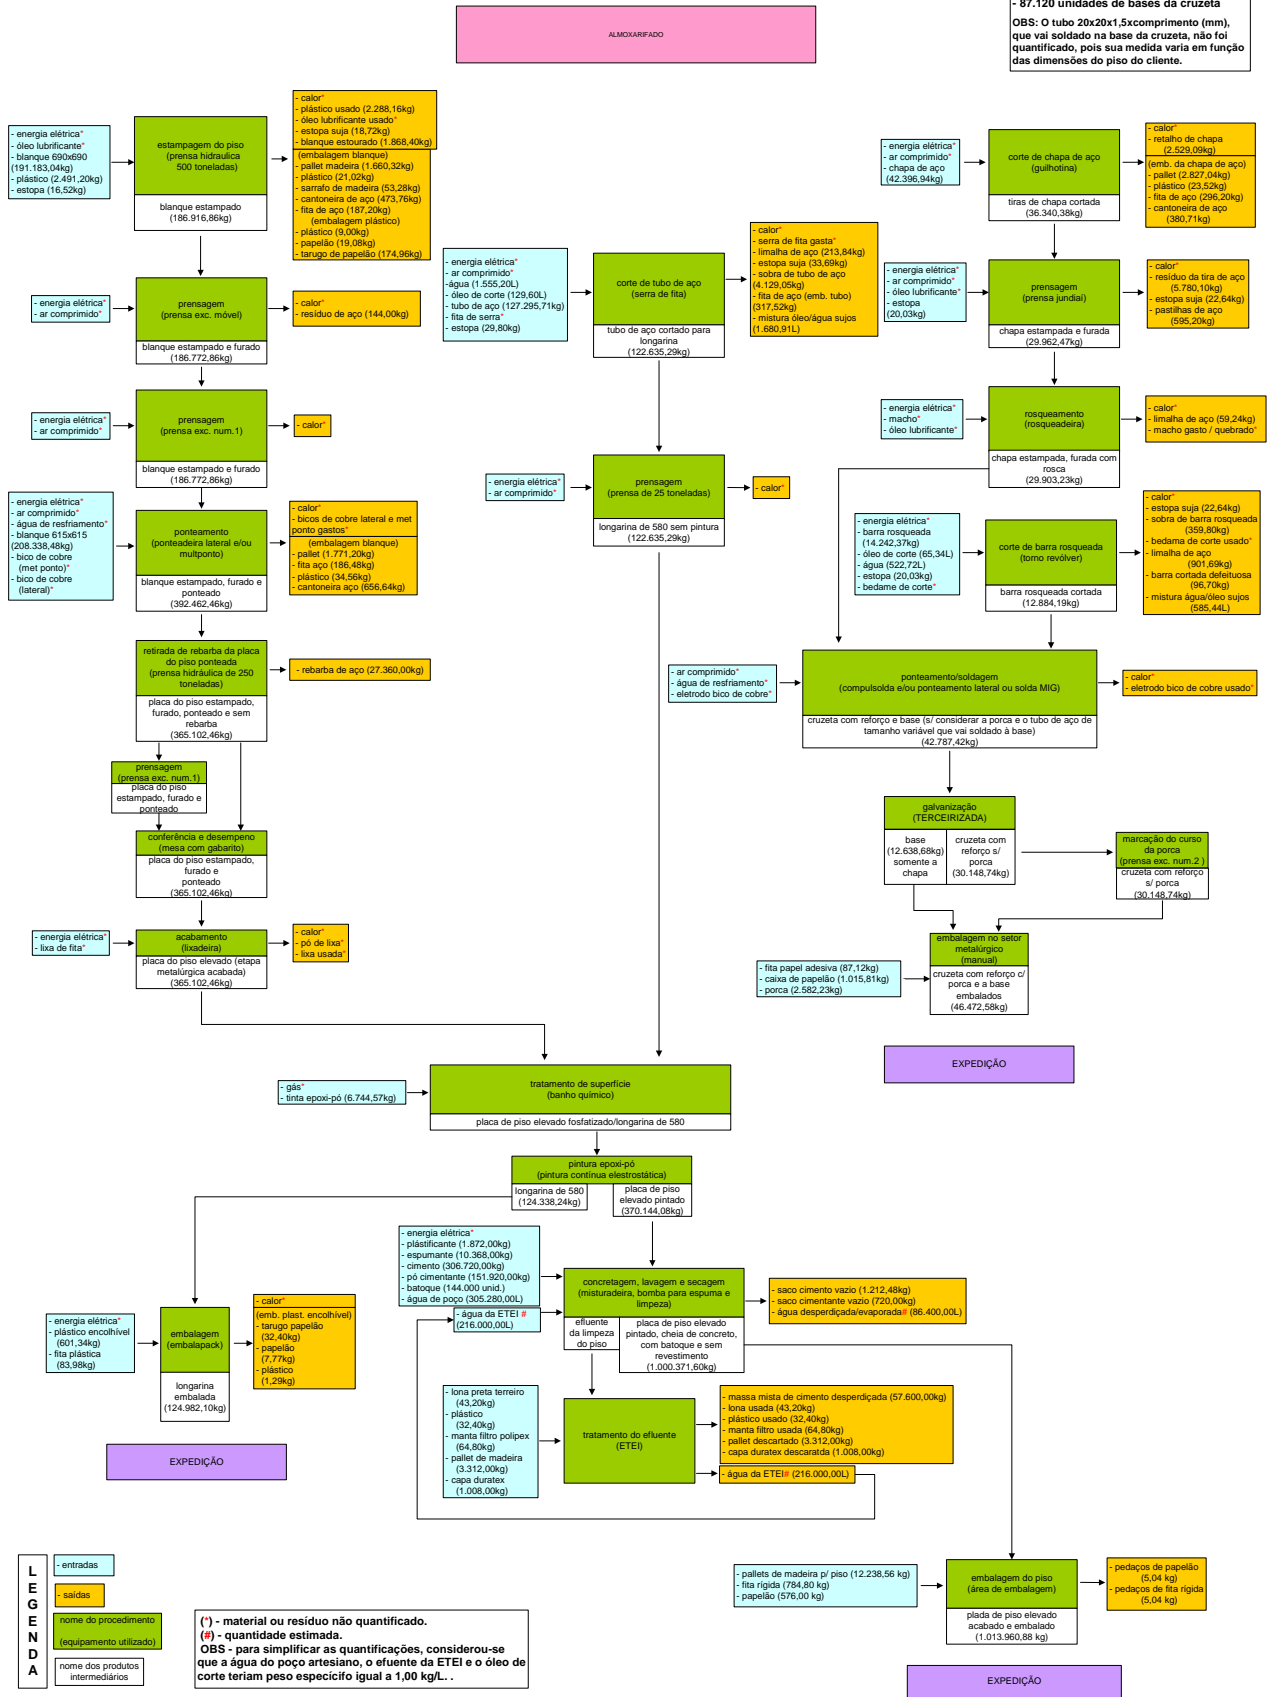 - 87.120 unidades de bases da cruzeta
OBS: O tubo 20x20x1,5xcomprimento (mm),
que vai soldado na base da cruzeta, não foi
quantificado, pois sua medida varia em função
das dimensões do piso do cliente.
ALMOXARIFADO
- energia elétrica*
- óleo lubrificante*
- blanque 690x690
(191.183,04kg)
- plástico (2.491,20kg)
- estopa (16,52kg)
estampagem do piso
(prensa hidraulica
500 toneladas)
blanque estampado
(186.916,86kg)
- calor*
- plástico usado (2.288,16kg)
- óleo lubrificante usado*
- estopa suja (18,72kg)
- blanque estourado (1.868,40kg)
(embalagem blanque)
- pallet madeira (1.660,32kg)
- plástico (21,02kg)
- sarrafo de madeira (53,28kg)
- cantoneira de aço (473,76kg)
- fita de aço (187,20kg)
(embalagem plástico)
- plástico (9,00kg)
- papelão (19,08kg)
- tarugo de papelão (174,96kg)
- energia elétrica*
- ar comprimido*
prensagem
(prensa exc. móvel)
blanque estampado e furado
(186.772,86kg)
- calor*
- resíduo de aço (144,00kg)
- energia elétrica*
- ar comprimido*
prensagem
(prensa exc. num.1)
blanque estampado e furado
(186.772,86kg)
- calor*
- energia elétrica*
- ar comprimido*
- água de resfriamento*
- blanque 615x615
(208.338,48kg)
- bico de cobre
(met ponto)*
- bico de cobre
(lateral)*
ponteamento
(ponteadeira lateral e/ou
multponto)
blanque estampado, furado e
ponteado
(392.462,46kg)
- calor*
- bicos de cobre lateral e met
ponto gastos*
(embalagem blanque)
- pallet (1.771,20kg)
- fita aço (186,48kg)
- plástico (34,56kg)
- cantoneira aço (656,64kg)
retirada de rebarba da placa
do piso ponteada
(prensa hidráulica de 250
toneladas)
placa do piso estampado,
furado, ponteado e sem
rebarba
(365.102,46kg)
- rebarba de aço (27.360,00kg)
prensagem
(prensa exc. num.1)
placa do piso
estampado, furado e
ponteado
conferência e desempeno
(mesa com gabarito)
placa do piso estampado,
furado e
ponteado
(365.102,46kg)
- energia elétrica*
- lixa de fita*
acabamento
(lixadeira)
placa do piso elevado (etapa
metalúrgica acabada)
(365.102,46kg)
- calor*
- pó de lixa*
- lixa usada*
- energia elétrica*
- ar comprimido*
-água (1.555,20L)
- óleo de corte (129,60L)
- tubo de aço (127.295,71kg)
- fita de serra*
- estopa (29,80kg)
corte de tubo de aço
(serra de fita)
tubo de aço cortado para
longarina
(122.635,29kg)
- calor*
- serra de fita gasta*
- limalha de aço (213,84kg)
- estopa suja (33,69kg)
- sobra de tubo de aço
(4.129,05kg)
- fita de aço (emb. tubo)
(317,52kg)
- mistura óleo/água sujos
(1.680,91L)
- energia elétrica*
- ar comprimido*
prensagem
(prensa de 25 toneladas)
longarina de 580 sem pintura
(122.635,29kg)
- calor*
- energia elétrica*
- ar comprimido*
- chapa de aço
(42.396,94kg)
corte de chapa de aço
(guilhotina)
tiras de chapa cortada
(36.340,38kg)
- calor*
- retalho de chapa
(2.529,09kg)
(emb. da chapa de aço)
- pallet (2.827,04kg)
- plástico (23,52kg)
- fita de aço (296,20kg)
- cantoneira de aço
(380,71kg)
- energia elétrica*
- ar comprimido*
- óleo lubrificante*
- estopa
(20,03kg)
prensagem
(prensa jundiaí)
chapa estampada e furada
(29.962,47kg)
- calor*
- resíduo da tira de aço
(5.780,10kg)
- estopa suja (22,64kg)
- pastilhas de aço
(595,20kg)
- energia elétrica*
- macho*
- óleo lubrificante*
rosqueamento
(rosqueadeira)
chapa estampada, furada com
rosca
(29.903,23kg)
- calor*
- limalha de aço (59,24kg)
- macho gasto / quebrado*
- energia elétrica*
- barra rosqueada
(14.242,37kg)
- óleo de corte (65,34L)
- água (522,72L)
- estopa (20,03kg)
- bedame de corte*
corte de barra rosqueada
(torno revólver)
barra rosqueada cortada
(12.884,19kg)
- calor*
- estopa suja (22,64kg)
- sobra de barra rosqueada
(359,80kg)
- bedama de corte usado*
- limalha de aço
(901,69kg)
- barra cortada defeituosa
(96,70kg)
- mistura água/óleo sujos
(585,44L)
- ar comprimido*
- água de resfriamento*
- eletrodo bico de cobre*
ponteamento/soldagem
(compulsolda e/ou ponteamento lateral ou solda MIG)
cruzeta com reforço e base (s/ considerar a porca e o tubo de aço de
tamanho variável que vai soldado à base)
(42.787,42kg)
- calor*
- eletrodo bico de cobre usado*
galvanização
(TERCEIRIZADA)
base
(12.638,68kg)
somente a
chapa
cruzeta com
reforço s/
porca
(30.148,74kg)
marcação do curso
da porca
(prensa exc. num.2 )
cruzeta com reforço
s/ porca
(30.148,74kg)
- fita papel adesiva (87,12kg)
- caixa de papelão (1.015,81kg)
- porca (2.582,23kg)
embalagem no setor
metalúrgico
(manual)
cruzeta com reforço c/
porca e a base
embalados
(46.472,58kg)
EXPEDIÇÃO
- gás*
- tinta epoxi-pó (6.744,57kg)
tratamento de superfície
(banho químico)
placa de piso elevado fosfatizado/longarina de 580
pintura epoxi-pó
(pintura contínua elestrostática)
longarina de 580
(124.338,24kg)
placa de piso
elevado pintado
(370.144,08kg)
- energia elétrica*
- plástificante (1.872,00kg)
- espumante (10.368,00kg)
- cimento (306.720,00kg)
- pó cimentante (151.920,00kg)
- batoque (144.000 unid.)
- água de poço (305.280,00L)
- água da ETEI #
(216.000,00L)
concretagem, lavagem e secagem
(misturadeira, bomba para espuma e
limpeza)
efluente
da limpeza
do piso
placa de piso elevado
pintado, cheia de concreto,
com batoque e sem
revestimento
(1.000.371,60kg)
- saco cimento vazio (1.212,48kg)
- saco cimentante vazio (720,00kg)
- água desperdiçada/evaporada# (86.400,00L)
- energia elétrica*
- plástico encolhível
(601,34kg)
- fita plástica
(83,98kg)
embalagem
(embalapack)
longarina
embalada
(124.982,10kg)
- calor*
(emb. plast. encolhível)
- tarugo papelão
(32,40kg)
- papelão
(7,77kg)
- plástico
(1,29kg)
EXPEDIÇÃO
- lona preta terreiro
(43,20kg)
- plástico
(32,40kg)
- manta filtro polipex
(64,80kg)
- pallet de madeira
(3.312,00kg)
- capa duratex
(1.008,00kg)
tratamento do efluente
(ETEI)
- massa mista de cimento desperdiçada (57.600,00kg)
- lona usada (43,20kg)
- plástico usado (32,40kg)
- manta filtro usada (64,80kg)
- pallet descartado (3.312,00kg)
- capa duratex descaratda (1.008,00kg)
- água da ETEI# (216.000,00L)
- pallets de madeira p/ piso (12.238,56 kg)
- fita rígida (784,80 kg)
- papelão (576,00 kg)
embalagem do piso
(área de embalagem)
plada de piso elevado
acabado e embalado
(1.013.960,88 kg)
- pedaços de papelão
(5,04 kg)
- pedaços de fita rígida
(5,04 kg)
EXPEDIÇÃO
LEGENDA
- entradas
- saídas
nome do procedimento
(equipamento utilizado)
nome dos produtos
intermediários
(*) - material ou resíduo não quantificado.
(#) - quantidade estimada.
OBS - para simplificar as quantificações, considerou-se
que a água do poço artesiano, o efuente da ETEI e o óleo de
corte teriam peso especícifo igual a 1,00 kg/L. .